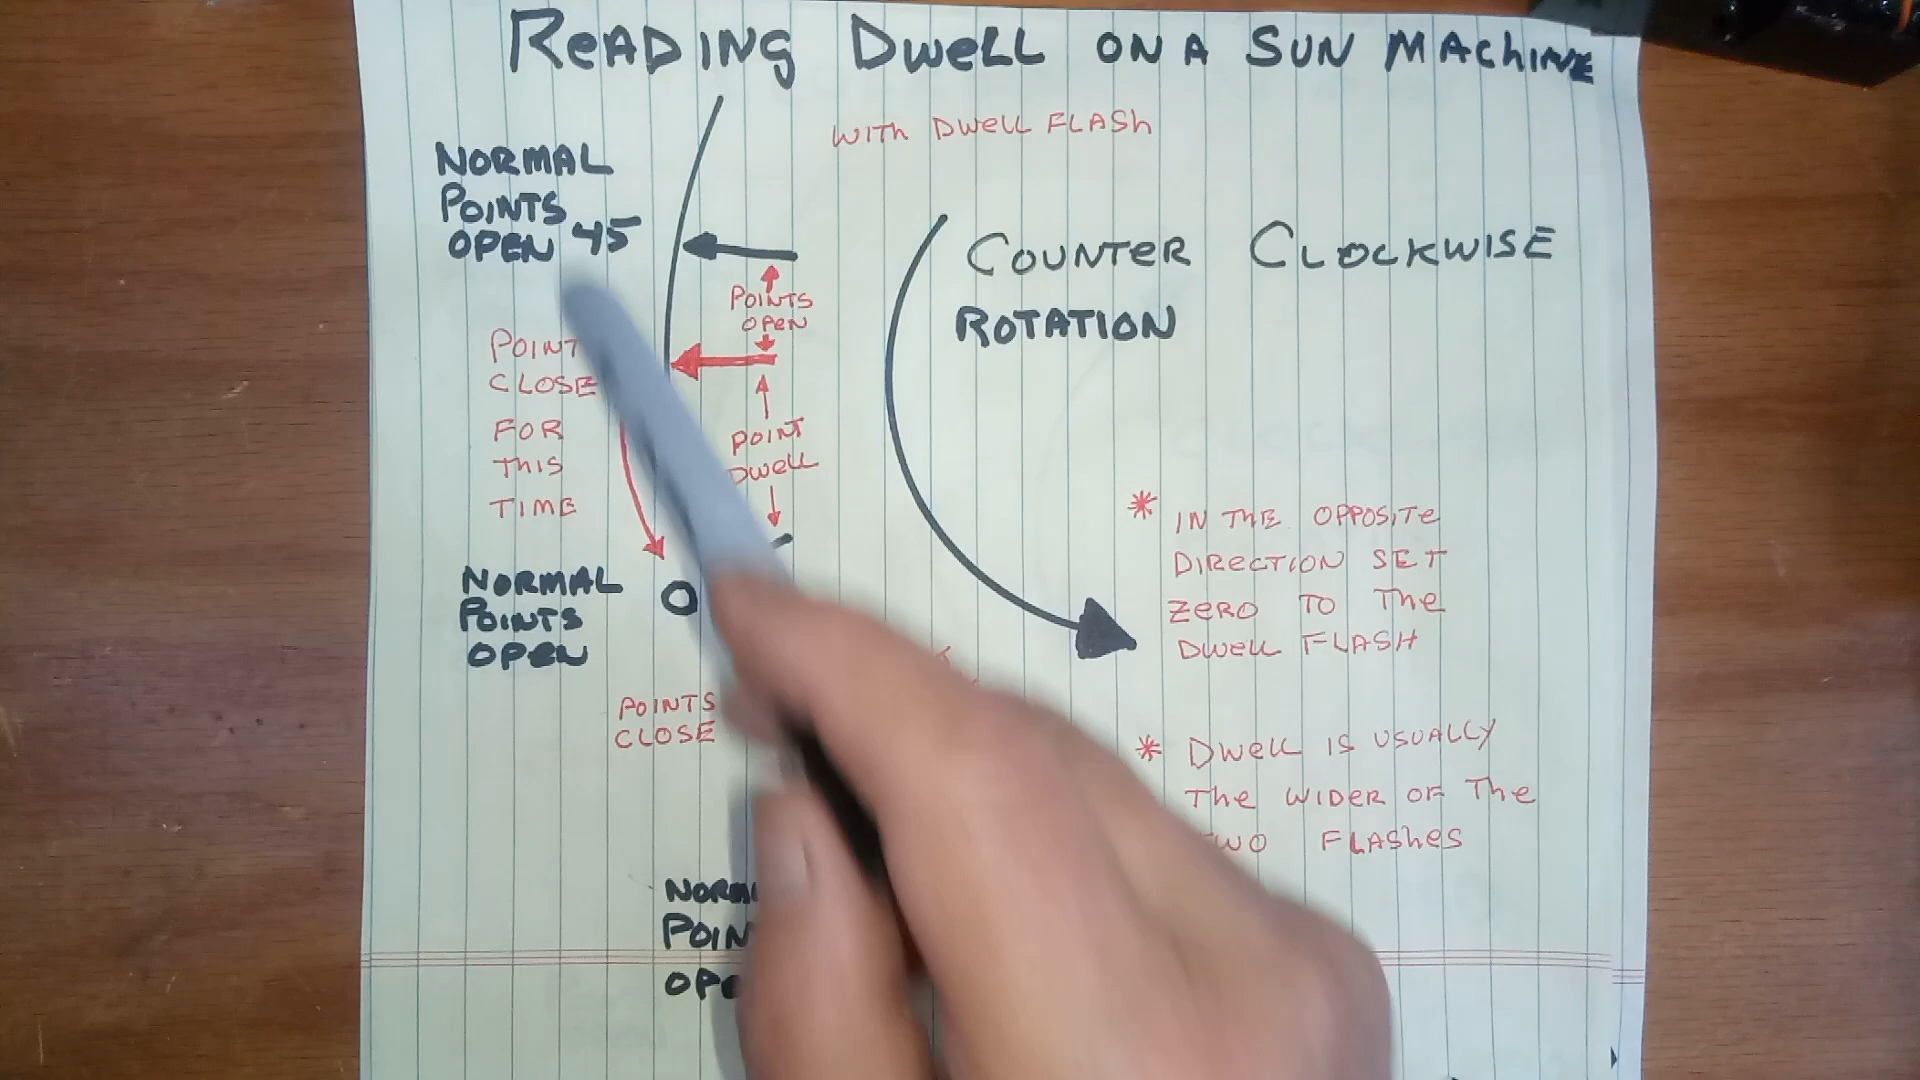 READING DWELL ON A SUN MACHINE
WITH DWELL FLASH
NORMAL
POINTS
OPEN 45
POINTS
OPEN
COUNTER CLOCKWISE
ROTATION
POINT
CLOSE
FOR
THIS
TIME
POINT
DWELL
NORMAL
POINTS
OPEN
0
* IN THE OPPOSITE
DIRECTION SET
ZERO TO THE
DWELL FLASH
POINTS
CLOSE
* DWELL IS USUALLY
THE WIDER OF THE
FLASHES